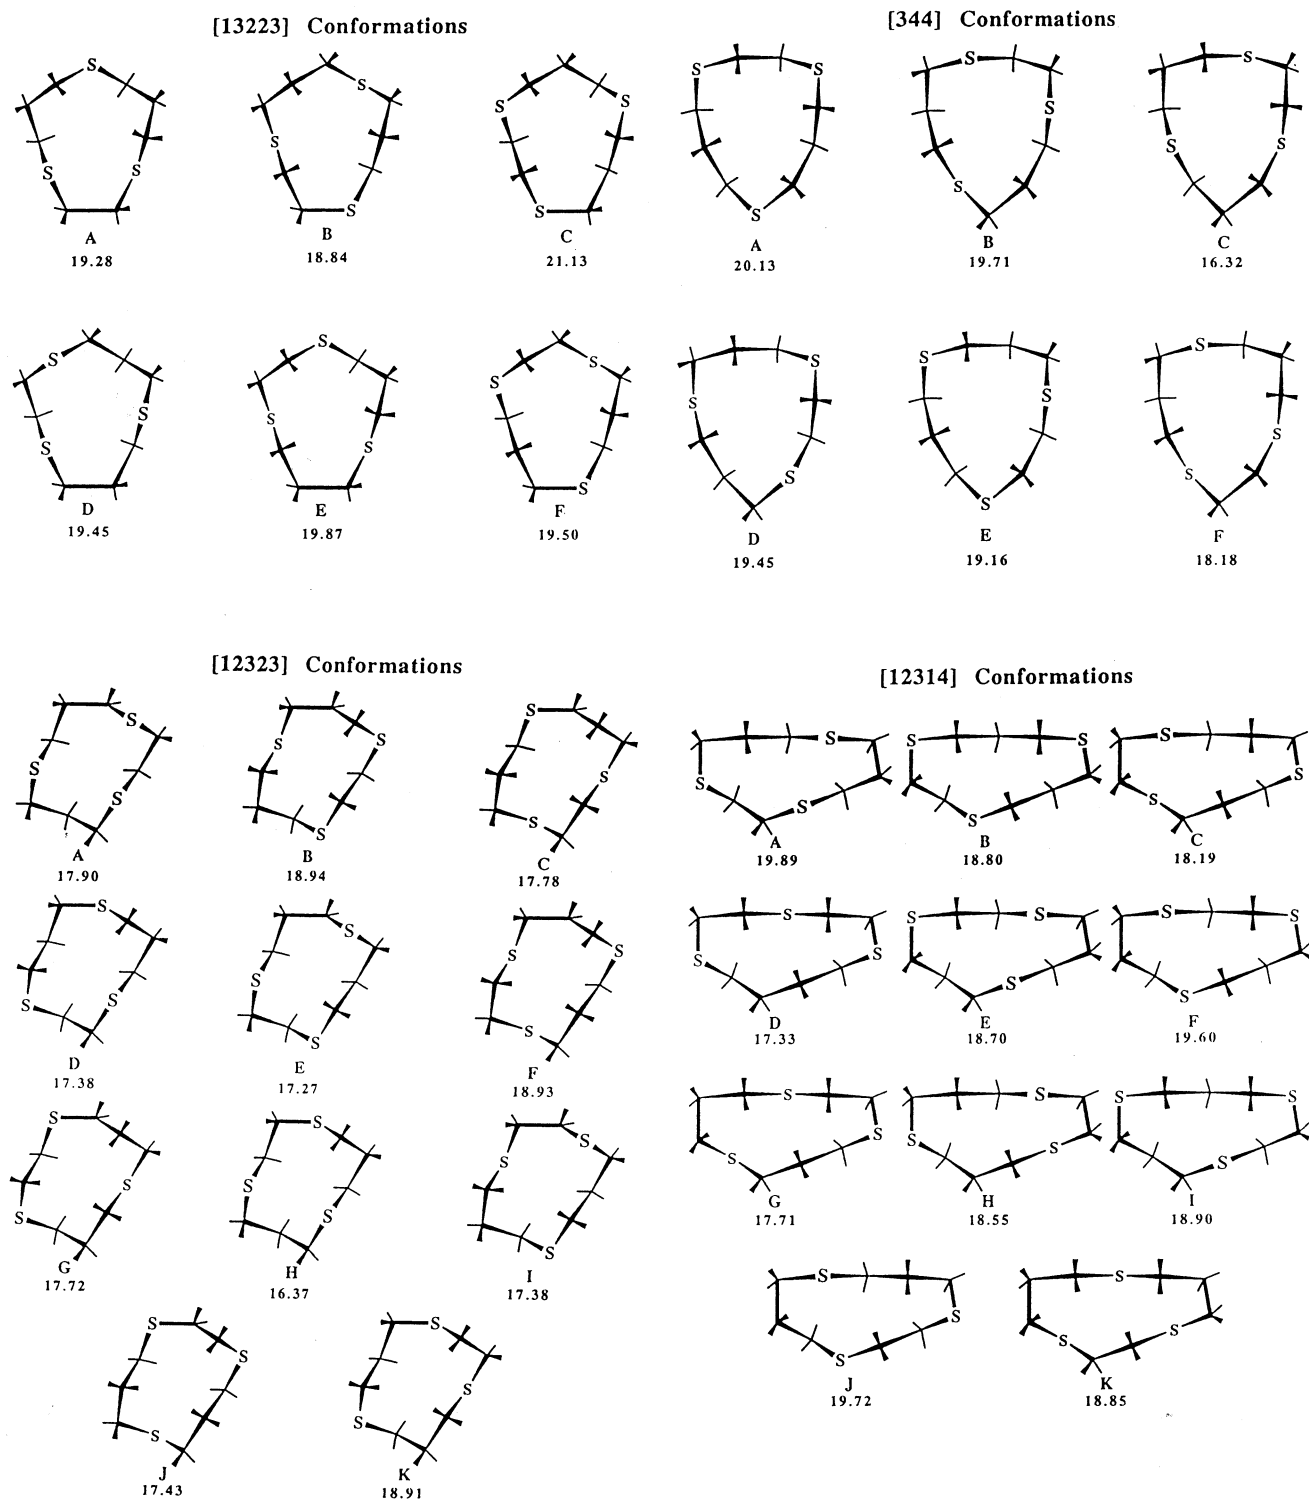 [13223] Conformations
S S S
A
19.28
S S S
B
18.84
S S S
C
21.13
S S S
D
19.45
S S S
E
19.87
S S S
F
19.50
[344] Conformations
S S S
A
20.13
S S S
B
19.71
S S S
C
16.32
S S S
D
19.45
S S S
E
19.16
S S S
F
18.18
[12323] Conformations
S S S
A
17.90
S S S
B
18.94
S S S
C
17.78
S S S
D
17.38
S S S
E
17.27
S S S
F
18.93
S S S
G
17.72
S S S
H
16.37
S S S
I
17.38
S S S
J
17.43
S S S
K
18.91
[12314] Conformations
S S S
A
19.89
S S S
B
18.80
S S S
C
18.19
S S S
D
17.33
S S S
E
18.70
S S S
F
19.60
S S S
G
17.71
S S S
H
18.55
S S S
I
18.90
S S S
J
19.72
S S S
K
18.85